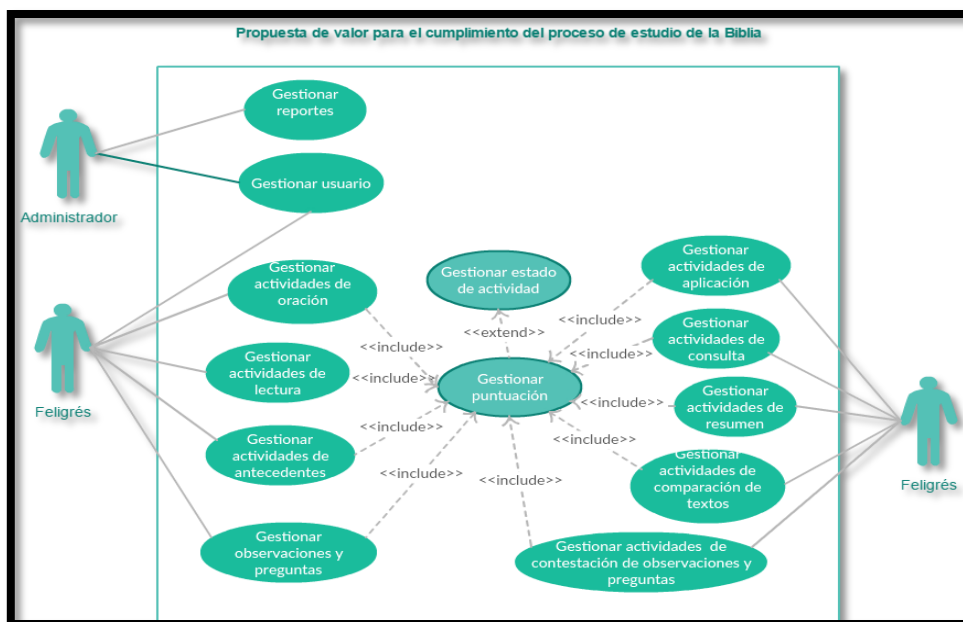 Propuesta de valor para el cumplimiento del proceso de estudio de la Biblia
Gestionar
reportes
Administrador
Gestionar usuario
Gestionar
actividades de
oración
Gestionar estado
de actividad
Gestionar
actividades de
aplicación
<<include>>
<<extend>>
<<include>>
Gestionar
actividades de
consulta
Feligrés
Gestionar
actividades de
lectura
<<include>>
Gestionar
puntuación
<<include>>
<<include>>
Gestionar
actividades de
resumen
Gestionar
actividades de
antecedentes
<<include>>
<<include>>
Gestionar
actividades de
comparación de
textos
Feligrés
<<include>>
<<include>>
Gestionar
observaciones y
preguntas
Gestionar actividades de
contestación de observaciones y
preguntas